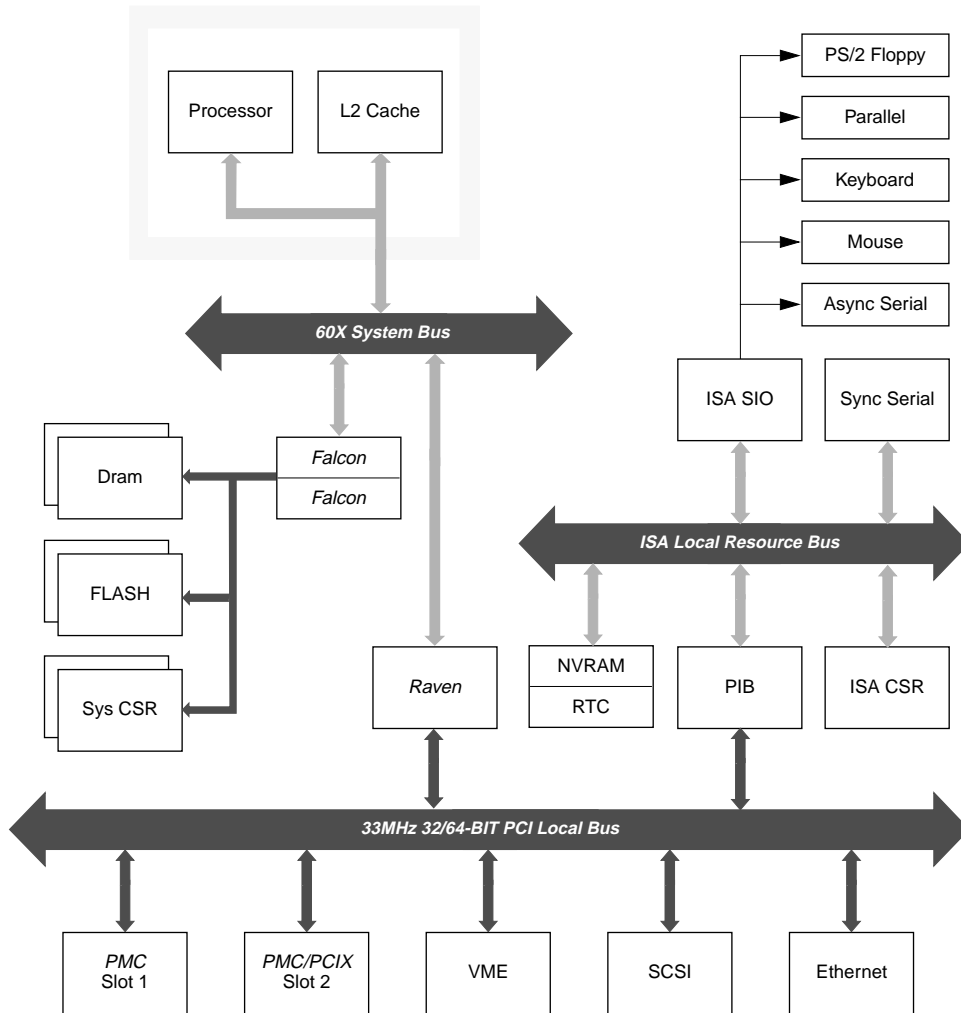 PS/2 Floppy
Processor
L2 Cache
Parallel
Keyboard
Mouse
Async Serial
60X System Bus
ISA SIO
Sync Serial
Falcon
Dram
Falcon
ISA Local Resource Bus
FLASH
NVRAM
Raven
PIB
ISA CSR
Sys CSR
RTC
33MHz 32/64-BIT PCI Local Bus
PMC
Slot 1
PMC/PCIX
Slot 2
VME
SCSI
Ethernet